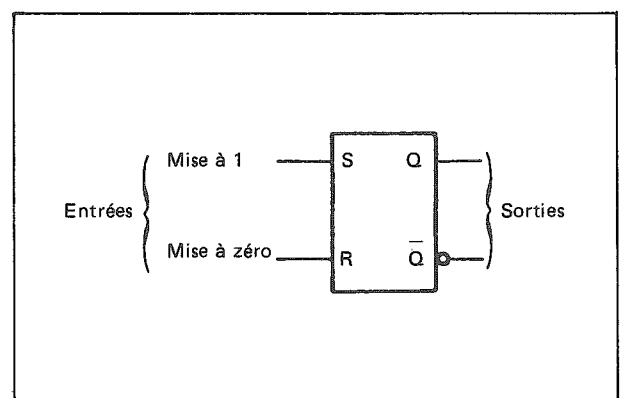 Mise à 1
S
Q
Entrées
Sorties
Mise à zéro
R
Q̅